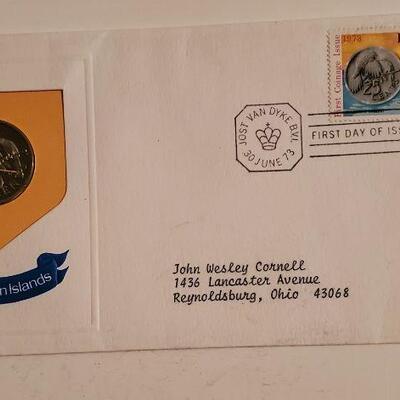 First Coinage Issue
1973
25
CENTS
JOST VAN DYKE B.V.I.
30 JUNE 73
FIRST DAY OF ISS
n Islands
John Wesley Cornell
1436 Lancaster Avenue
Reynoldsburg, Ohio 43068